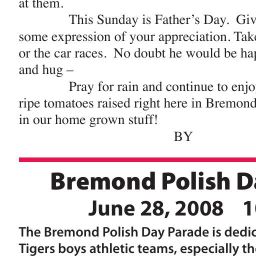 at them.
This Sunday is Father's Day. Giv
some expression of your appreciation. Take
or the car races. No doubt he would be hap
and hug –
Pray for rain and continue to enjo
ripe tomatoes raised right here in Bremond
in our home grown stuff!
BY
Bremond Polish Da
June 28, 2008 10
The Bremond Polish Day Parade is dedic
Tigers boys athletic teams, especially the